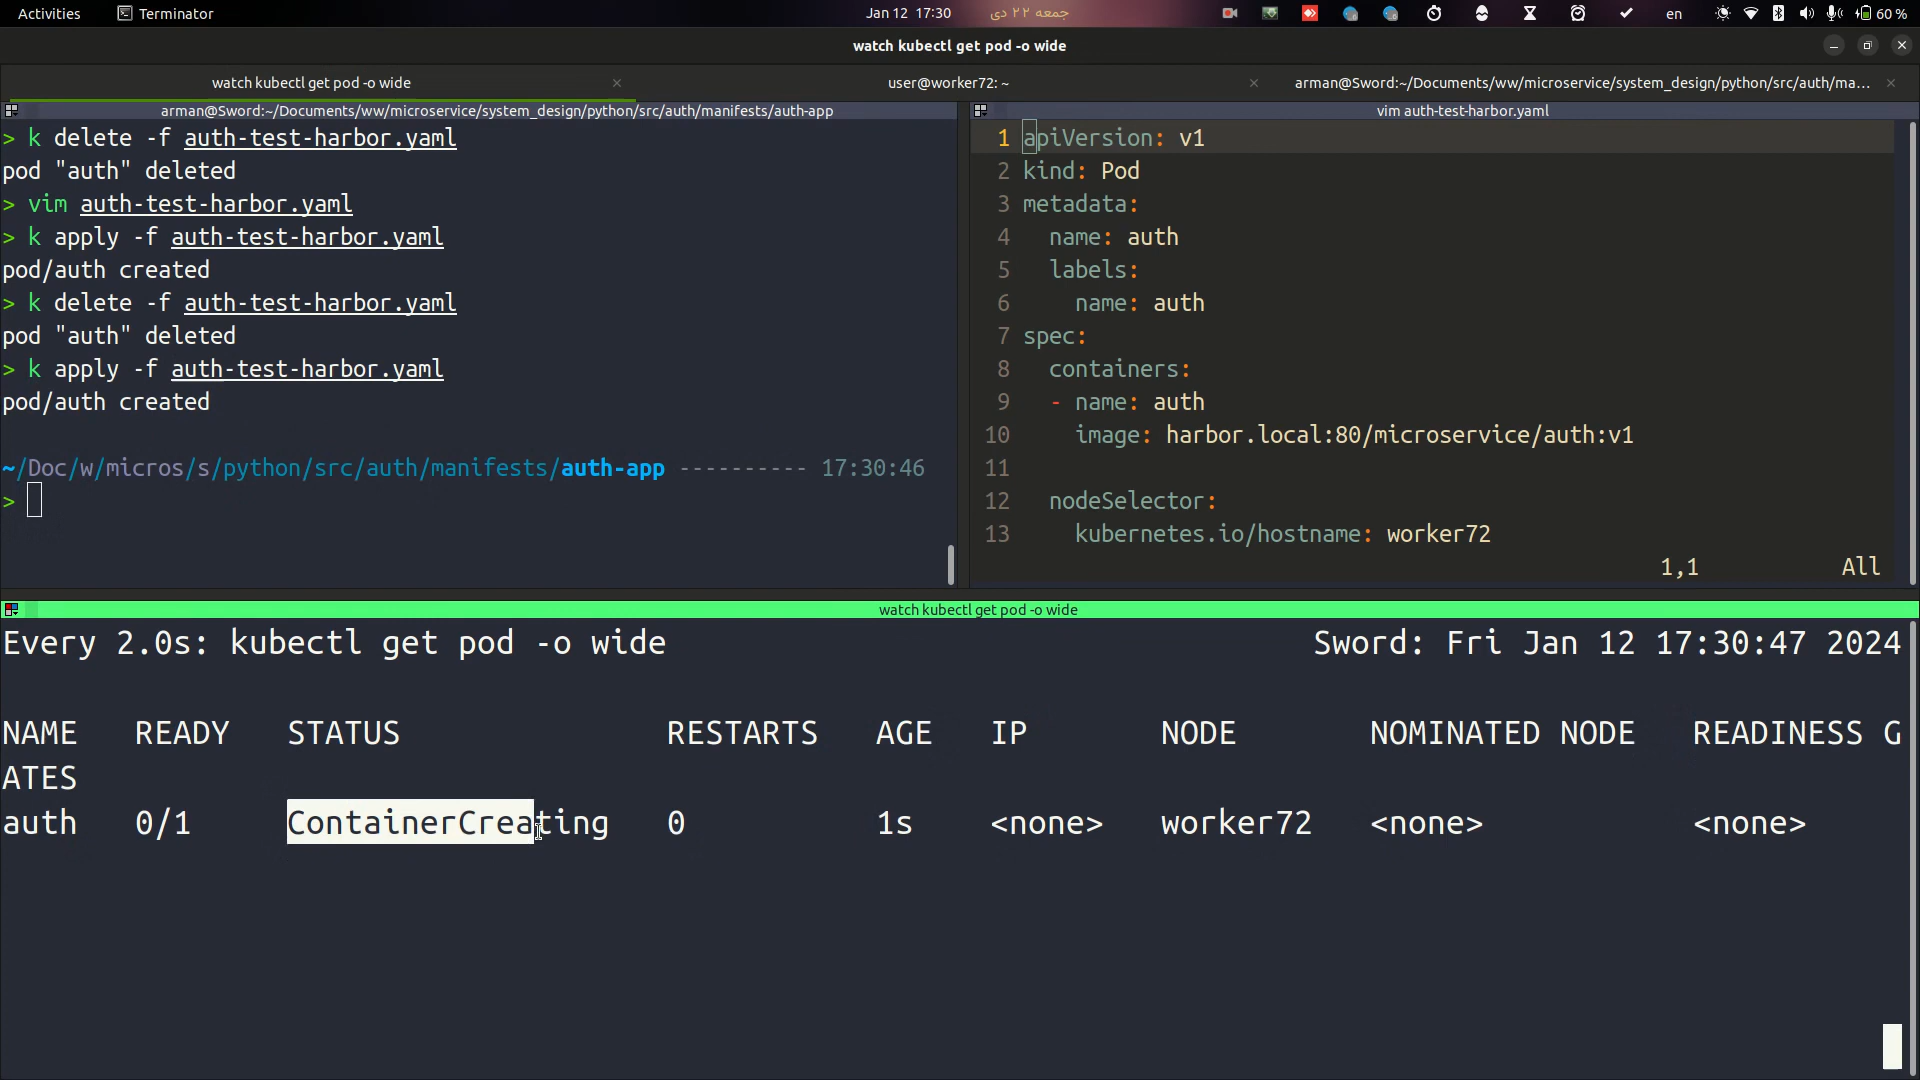 Activities Terminator Jan 12 17:30 جمعه ۲۲ دی en 60 %
watch kubectl get pod -o wide
watch kubectl get pod -o wide × user@worker72: ~ × arman@Sword:~/Documents/ww/microservice/system_design/python/src/auth/ma... ×
arman@Sword:~/Documents/ww/microservice/system_design/python/src/auth/manifests/auth-app
> k delete -f auth-test-harbor.yaml
pod "auth" deleted
> vim auth-test-harbor.yaml
> k apply -f auth-test-harbor.yaml
pod/auth created
> k delete -f auth-test-harbor.yaml
pod "auth" deleted
> k apply -f auth-test-harbor.yaml
pod/auth created
~/Doc/w/micros/s/python/src/auth/manifests/auth-app ---------- 17:30:46
>
vim auth-test-harbor.yaml
1 apiVersion: v1
2 kind: Pod
3 metadata:
4   name: auth
5   labels:
6     name: auth
7 spec:
8   containers:
9   - name: auth
10     image: harbor.local:80/microservice/auth:v1
11
12   nodeSelector:
13     kubernetes.io/hostname: worker72
1,1 All
watch kubectl get pod -o wide
Every 2.0s: kubectl get pod -o wide Sword: Fri Jan 12 17:30:47 2024
NAME READY STATUS RESTARTS AGE IP NODE NOMINATED NODE READINESS G
ATES
auth 0/1 ContainerCreating 0 1s <none> worker72 <none> <none>